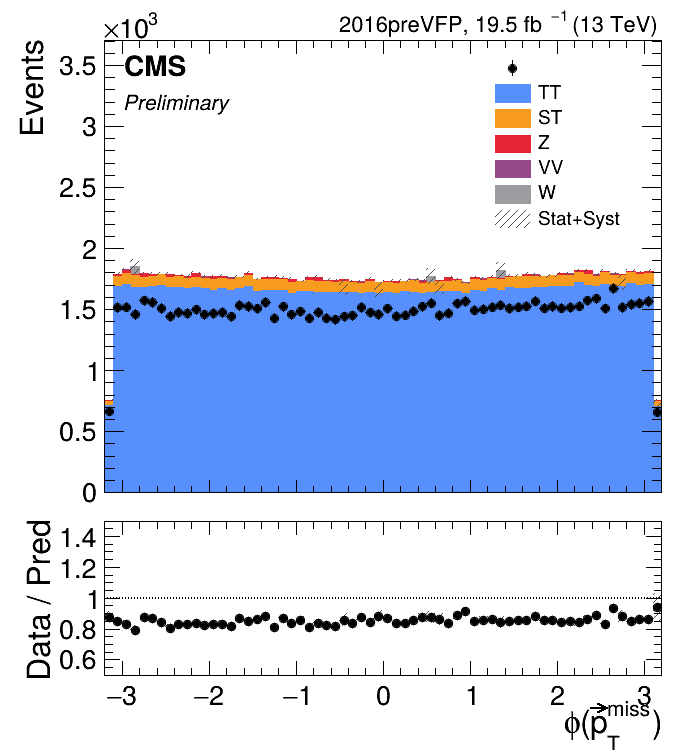 ×10³
2016preVFP, 19.5 fb⁻¹ (13 TeV)
Events
CMS
Preliminary
TT
ST
Z
VV
W
Stat+Syst
3.5
3
2.5
2
1.5
1
0.5
0
Data / Pred
1.4
1.2
1
0.8
0.6
−3 −2 −1 0 1 2 3
ϕ(p⃗_T^miss)